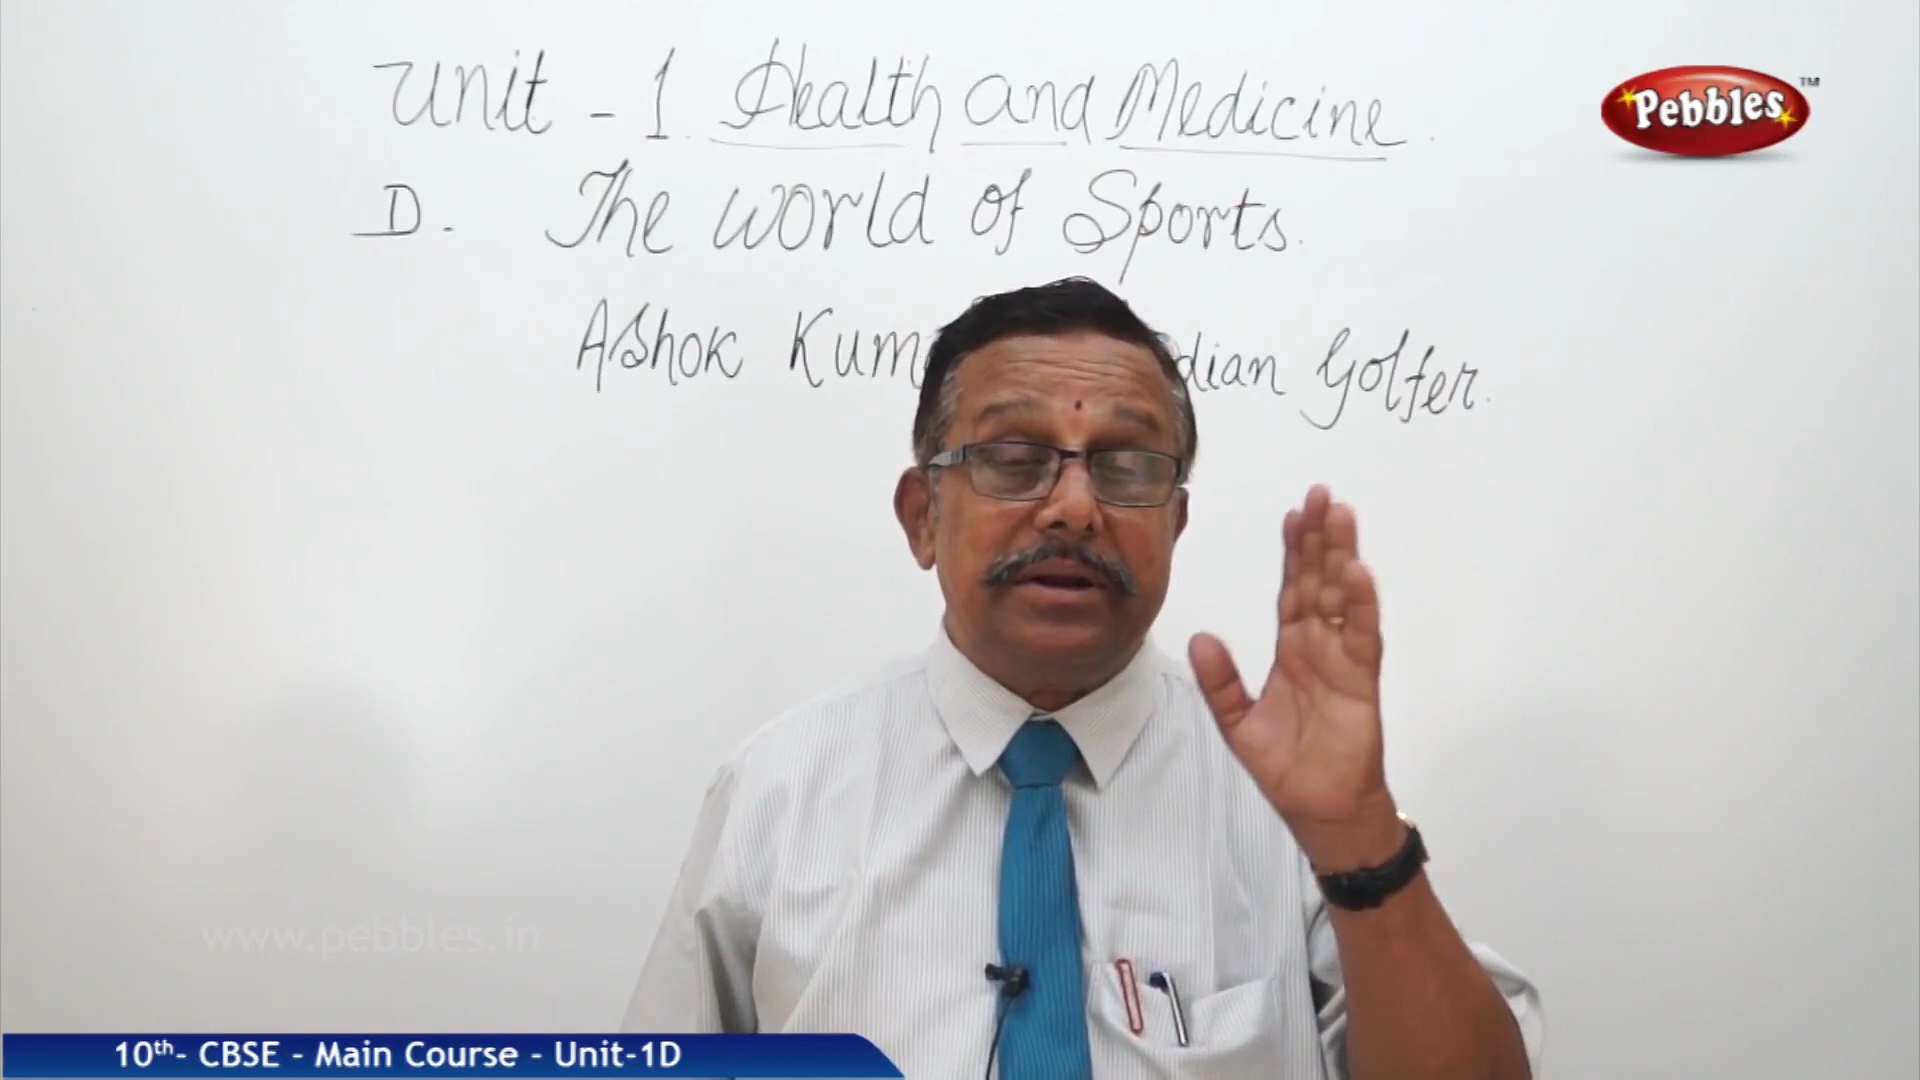 Unit - 1. Health and Medicine.
Pebbles™
D. The World of Sports.
Ashok Kum dian Golfer.
www.pebbles.in
10th- CBSE - Main Course - Unit-1D